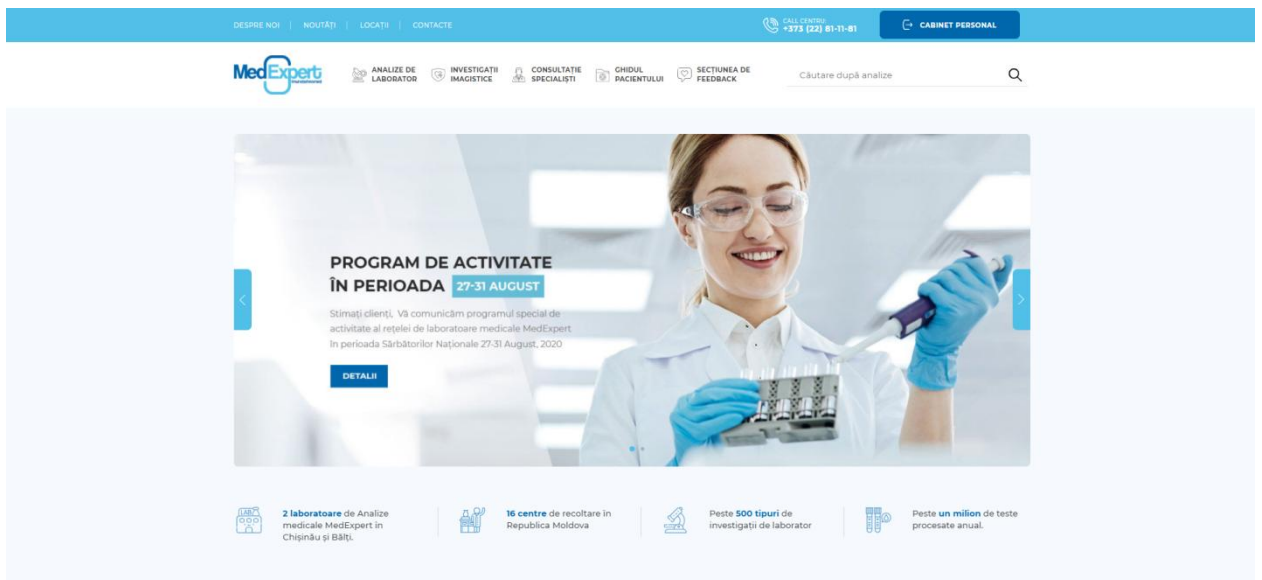 DESPRE NOI | NOUTĂȚI | LOCAȚII | CONTACTE
CALL CENTRU:
+373 (22) 81-11-81
CABINET PERSONAL
MedExpert
ANALIZE DE
LABORATOR
INVESTIGAȚII
IMAGISTICE
CONSULTAȚIE
SPECIALIȘTI
GHIDUL
PACIENTULUI
SECȚIUNEA DE
FEEDBACK
Căutare după analize
PROGRAM DE ACTIVITATE
ÎN PERIOADA 27-31 AUGUST
Stimați clienți, Vă comunicăm programul special de
activitate al rețelei de laboratoare medicale MedExpert
în perioada Sărbătorilor Naționale 27-31 August, 2020
DETALII
LAB
2 laboratoare de Analize
medicale MedExpert in
Chișinău și Bălți.
16 centre de recoltare în
Republica Moldova
Peste 500 tipuri de
investigații de laborator
Peste un milion de teste
procesate anual.